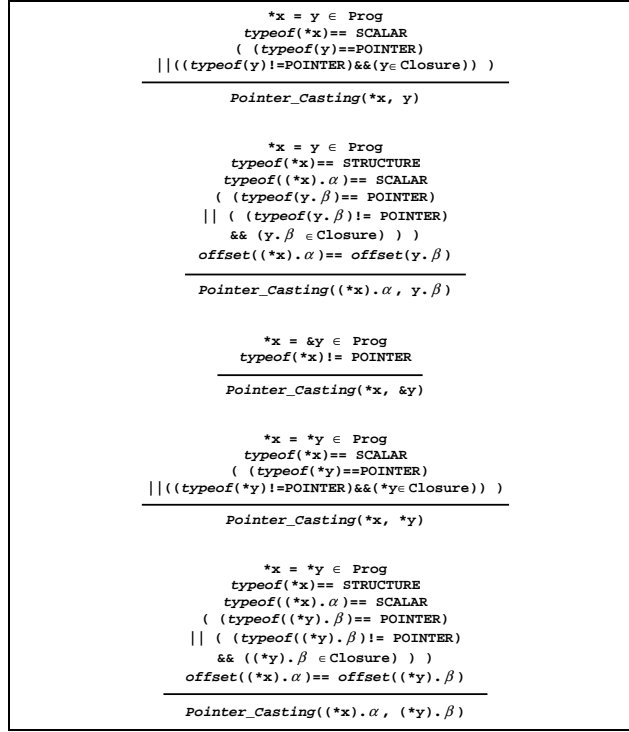 *x = y ∈ Prog
typeof(*x)== SCALAR
( (typeof(y)==POINTER)
||((typeof(y)!=POINTER)&&(y∈Closure)) )
Pointer_Casting(*x, y)
*x = y ∈ Prog
typeof(*x)== STRUCTURE
typeof((*x).α)== SCALAR
( (typeof(y.β)== POINTER)
|| ( (typeof(y.β)!= POINTER)
&& (y.β ∈Closure) ) )
offset((*x).α)== offset(y.β)
Pointer_Casting((*x).α, y.β)
*x = &y ∈ Prog
typeof(*x)!= POINTER
Pointer_Casting(*x, &y)
*x = *y ∈ Prog
typeof(*x)== SCALAR
( (typeof(*y)==POINTER)
||((typeof(*y)!=POINTER)&&(*y∈Closure)) )
Pointer_Casting(*x, *y)
*x = *y ∈ Prog
typeof(*x)== STRUCTURE
typeof((*x).α)== SCALAR
( (typeof((*y).β)== POINTER)
|| ( (typeof((*y).β)!= POINTER)
&& ((*y).β ∈Closure) ) )
offset((*x).α)== offset((*y).β)
Pointer_Casting((*x).α, (*y).β)